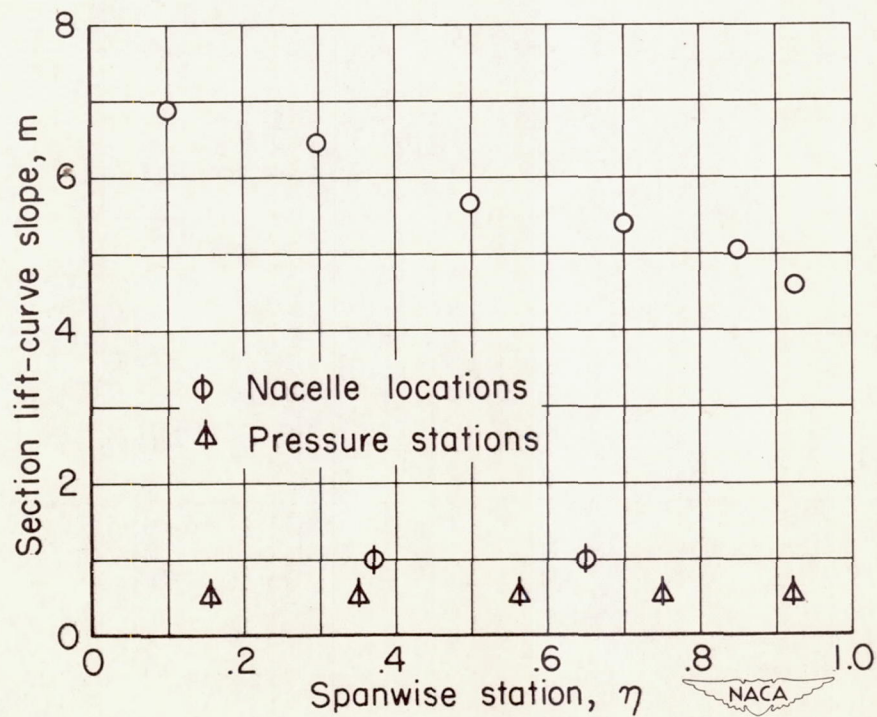 8
6
4
2
0
Section lift-curve slope, m
Nacelle locations
Pressure stations
0 .2 .4 .6 .8 1.0
Spanwise station, η
NACA